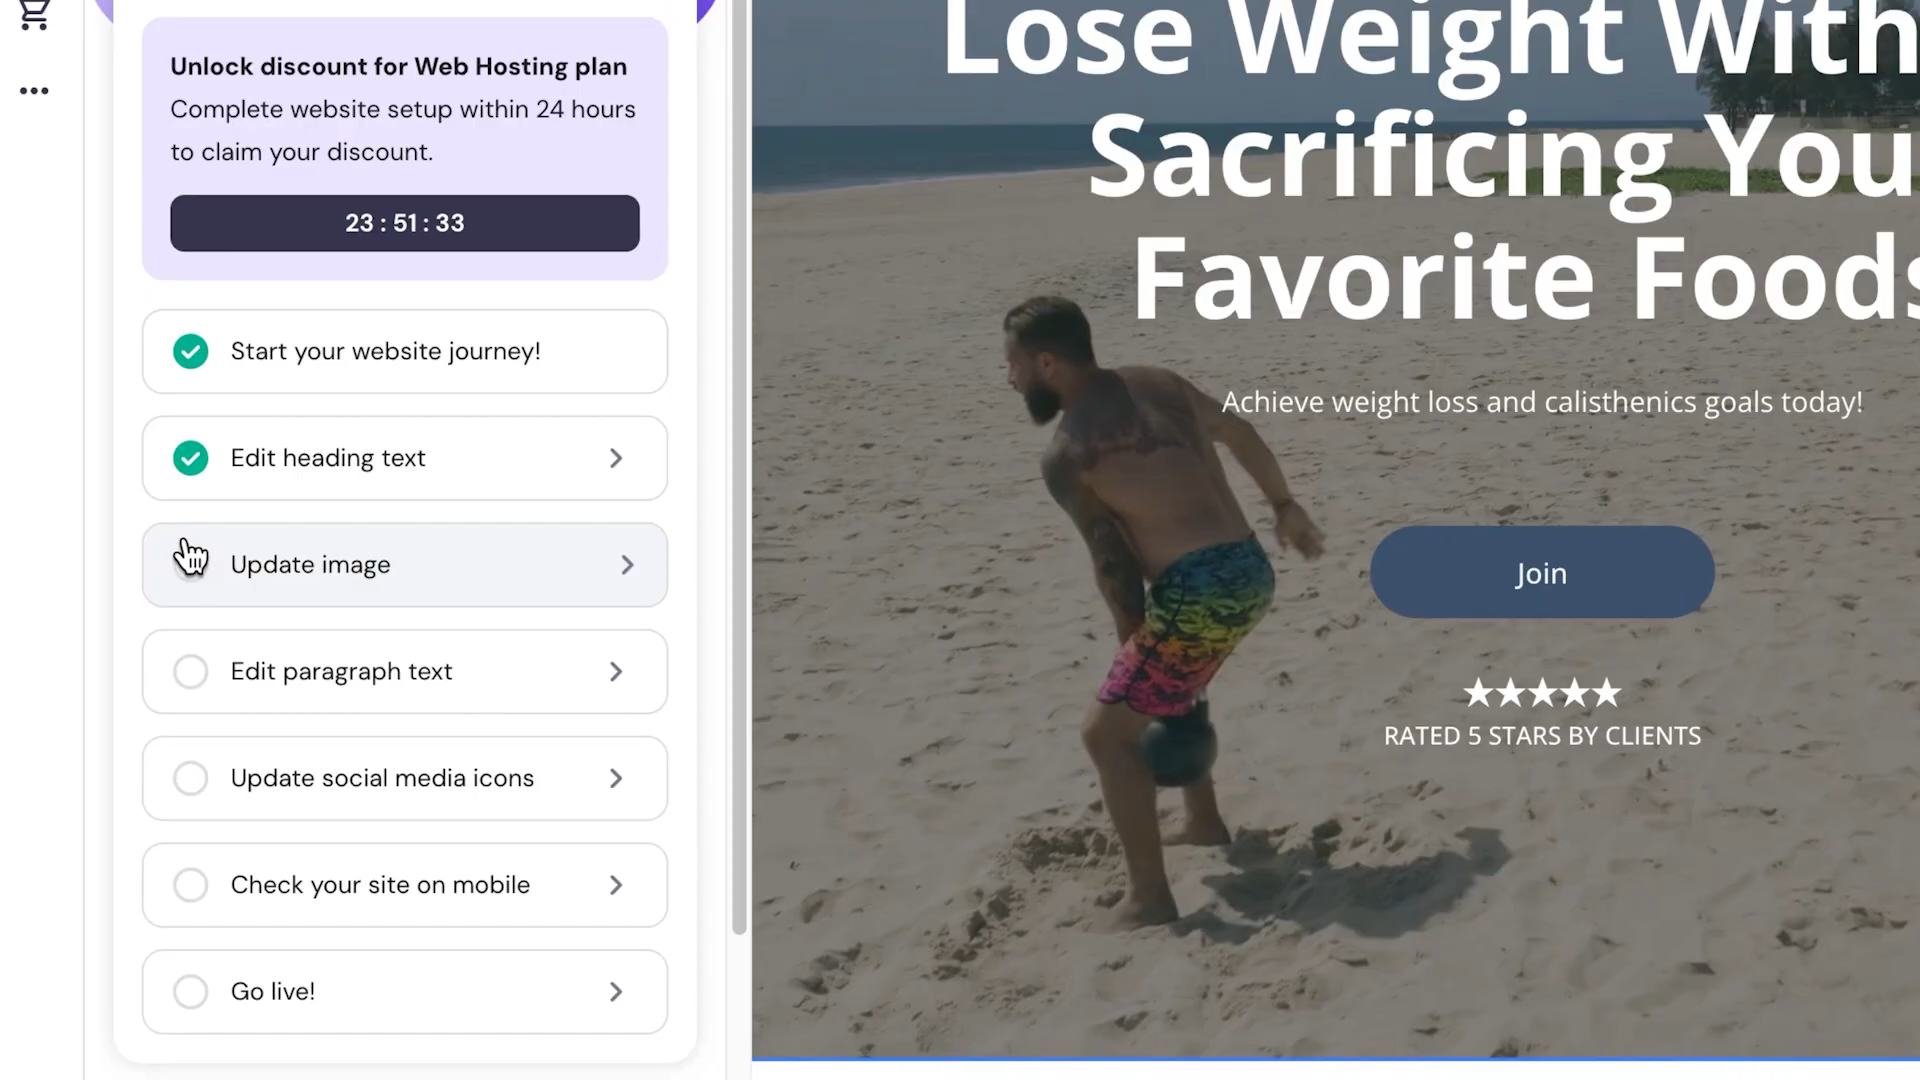 Unlock discount for Web Hosting plan
Complete website setup within 24 hours
to claim your discount.
23 : 51 : 33
Start your website journey!
Edit heading text
Update image
Edit paragraph text
Update social media icons
Check your site on mobile
Go live!
Lose Weight With
Sacrificing You
Favorite Foods
Achieve weight loss and calisthenics goals today!
Join
★★★★★
RATED 5 STARS BY CLIENTS